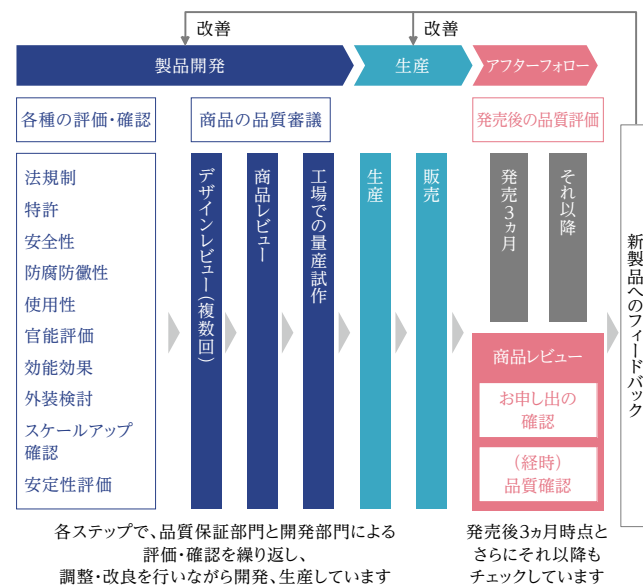 改善
改善
製品開発
生産
アフターフォロー
各種の評価・確認
商品の品質審議
発売後の品質評価
法規制
特許
安全性
防腐防黴性
使用性
官能評価
効能効果
外装検討
スケールアップ
確認
安定性評価
デザインレビュー(複数回)
商品レビュー
工場での量産試作
生産
販売
発売3ヵ月
それ以降
商品レビュー
お申し出の
確認
(経時)
品質確認
新製品へのフィードバック
各ステップで、品質保証部門と開発部門による
評価・確認を繰り返し、
調整・改良を行いながら開発、生産しています
発売後3ヵ月時点と
さらにそれ以降も
チェックしています